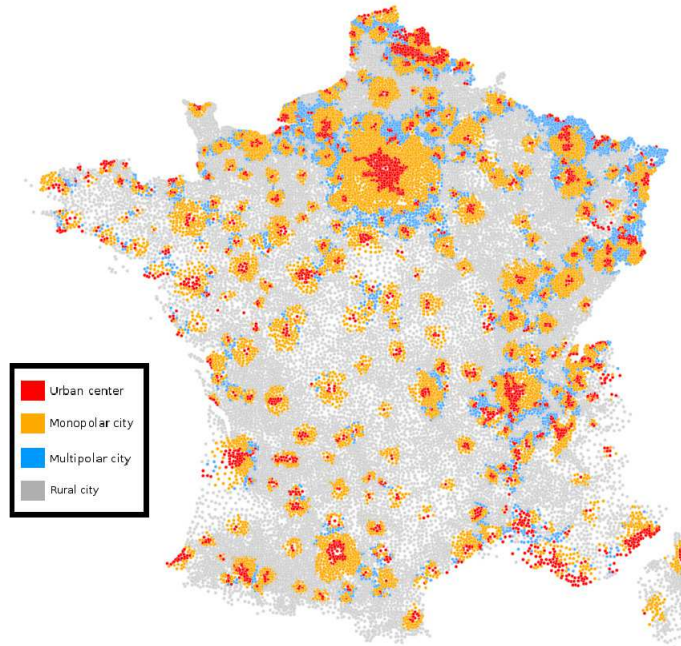 Urban center
Monopolar city
Multipolar city
Rural city